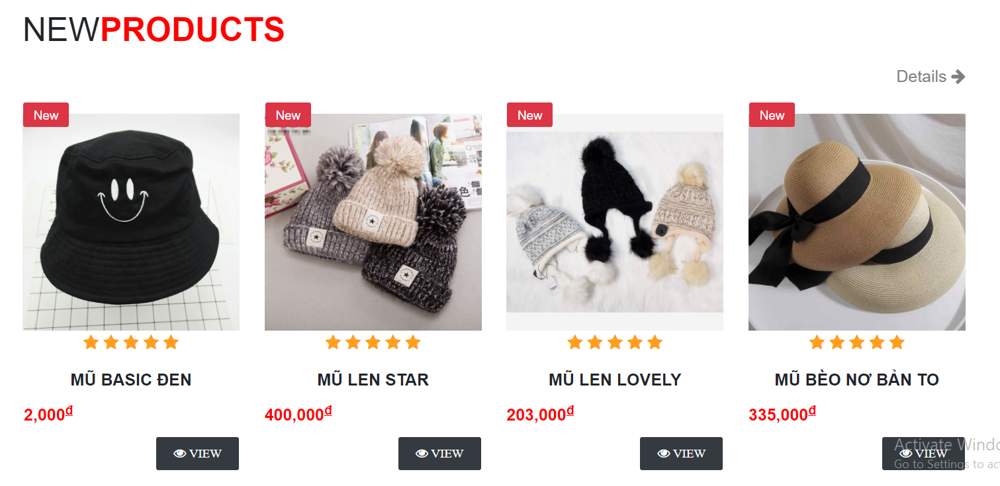 NEWPRODUCTS
Details
New
New
New
New
MŨ BASIC ĐEN
MŨ LEN STAR
MŨ LEN LOVELY
MŨ BÈO NƠ BẢN TO
2,000đ
400,000đ
203,000đ
335,000đ
VIEW
VIEW
VIEW
VIEW
Activate Windo
Go to Settings to ac